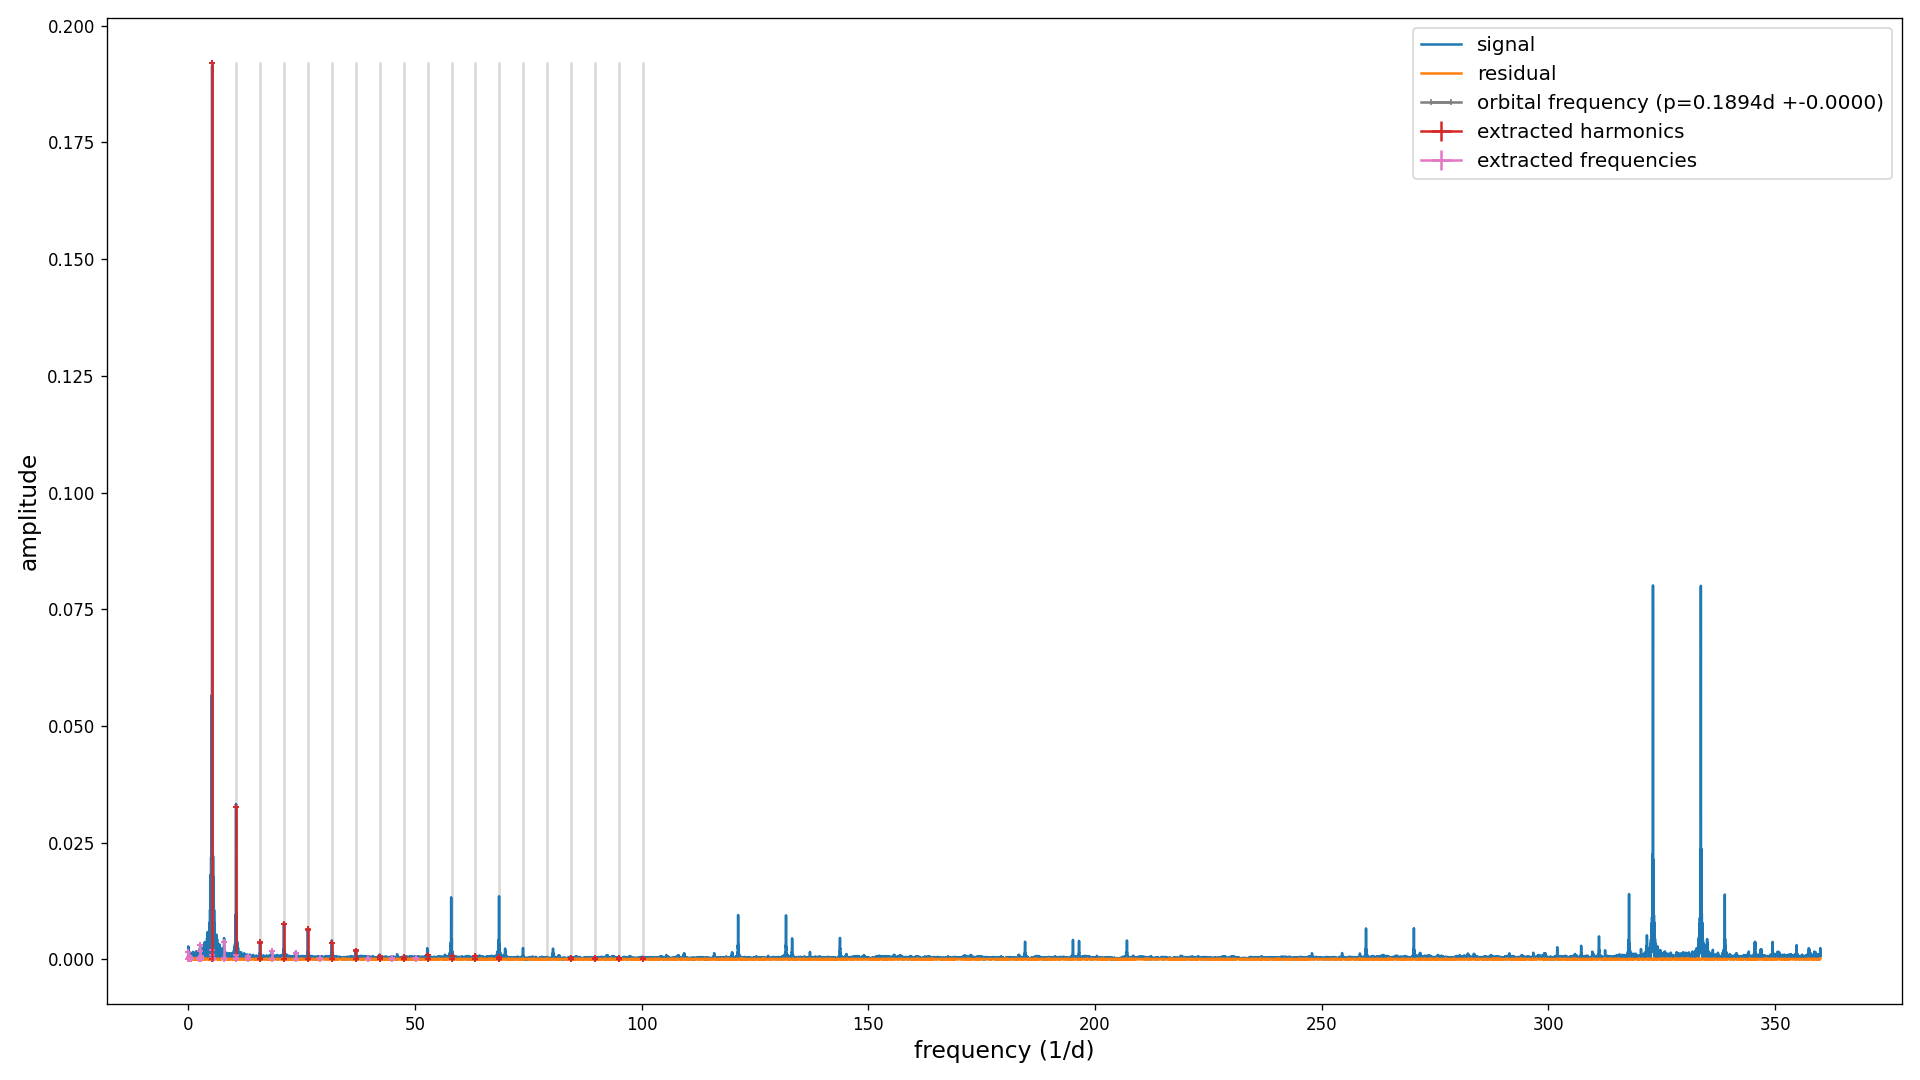 0.200
0.175
0.150
0.125
0.100
0.075
0.050
0.025
0.000
amplitude
signal
residual
orbital frequency (p=0.1894d +-0.0000)
extracted harmonics
extracted frequencies
0 50 100 150 200 250 300 350
frequency (1/d)